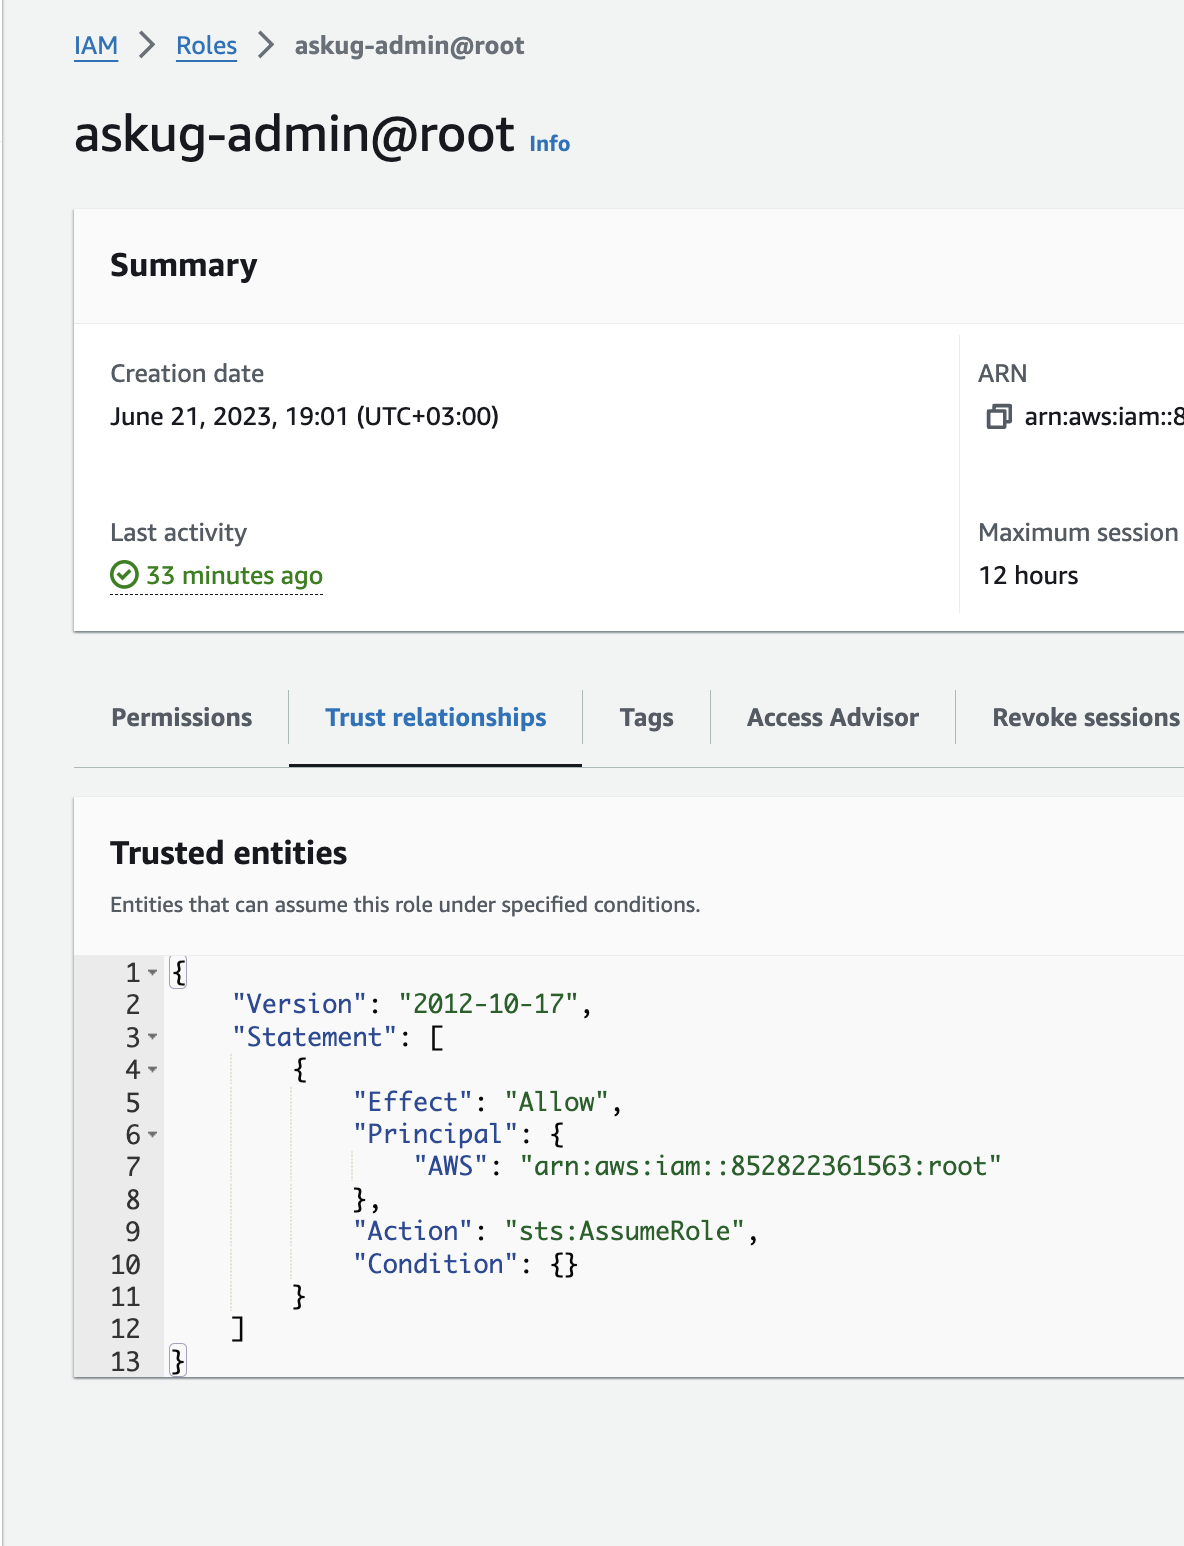 IAM > Roles > askug-admin@root
askug-admin@root Info
Summary
Creation date
June 21, 2023, 19:01 (UTC+03:00)
ARN
arn:aws:iam::8
Last activity
33 minutes ago
Maximum session
12 hours
Permissions Trust relationships Tags Access Advisor Revoke sessions
Trusted entities
Entities that can assume this role under specified conditions.
1 {
2 "Version": "2012-10-17",
3 "Statement": [
4 {
5 "Effect": "Allow",
6 "Principal": {
7 "AWS": "arn:aws:iam::852822361563:root"
8 },
9 "Action": "sts:AssumeRole",
10 "Condition": {}
11 }
12 ]
13 }